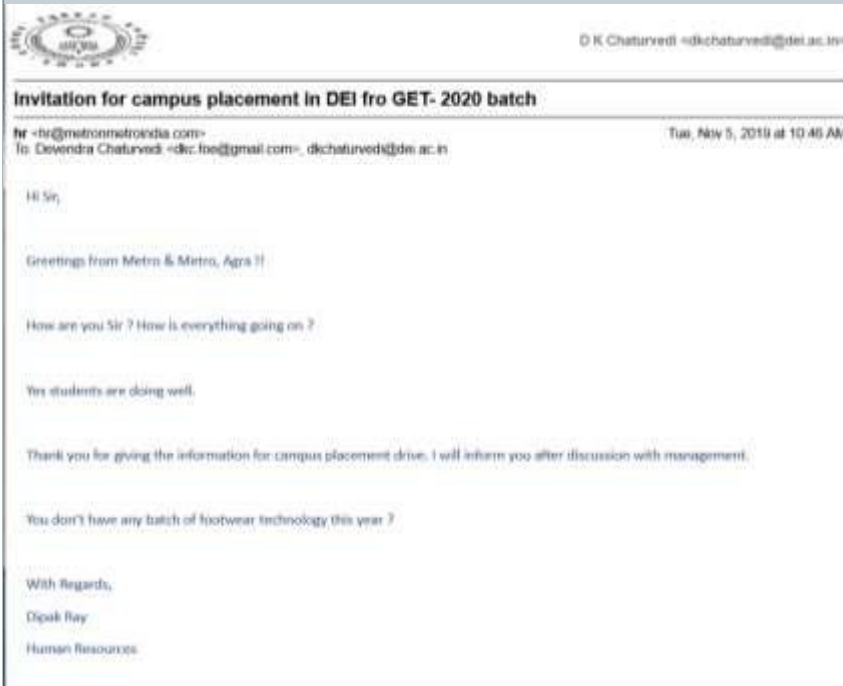 D K Chaturvedi <dkchaturvedi@dei.ac.in>
Invitation for campus placement in DEI fro GET- 2020 batch
hr <hr@metronmetroindia.com>
Tue, Nov 5, 2019 at 10:46 AM
To: Devendra Chaturvedi <dkc.foe@gmail.com>, dkchaturvedi@dei.ac.in
Hi Sir,
Greetings from Metro & Metro, Agra !!
How are you Sir ? How is everything going on ?
Yes students are doing well.
Thank you for giving the information for campus placement drive. I will inform you after discussion with management.
You don't have any batch of footwear technology this year ?
With Regards,
Dipak Ray
Human Resources